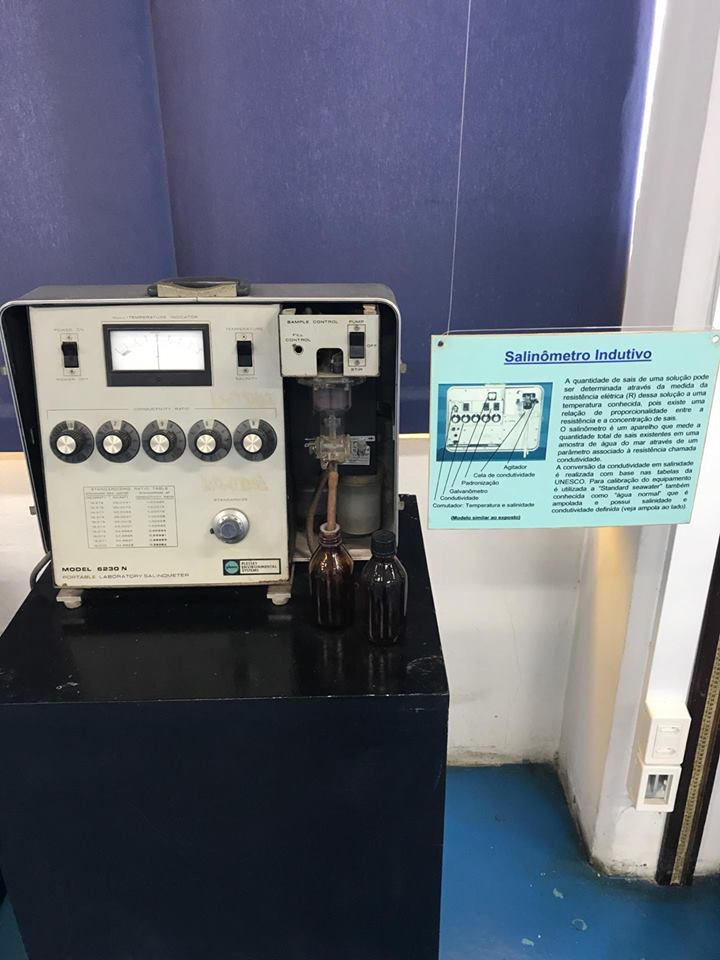 NULL/TEMPERATURE INDICATOR
POWER ON
POWER OFF
TEMPERATURE
SALINITY
CONDUCTIVITY RATIO
STANDARDIZING RATIO TABLE
STANDARDIZE
MODEL 6230 N
PORTABLE LABORATORY SALINOMETER
PLESSEY
ENVIRONMENTAL
SYSTEMS
SAMPLE CONTROL
PUMP
FILL
CONTROL
OFF
STIR
Salinômetro Indutivo
A quantidade de sais de uma solução pode
ser determinada através da medida da
resistência elétrica (R) dessa solução a uma
temperatura conhecida, pois existe uma
relação de proporcionalidade entre a
resistência e a concentração de sais.
O salinômetro é um aparelho que mede a
quantidade total de sais existentes em uma
amostra de água do mar através de um
parâmetro associado à resistência chamada
condutividade.
A conversão da condutividade em salinidade
é realizada com base nas tabelas da
UNESCO. Para calibração do equipamento
é utilizada a "Standard seawater" também
conhecida como "água normal" que é
ampolada e possui salinidade e
condutividade definida (veja ampola ao lado).
Agitador
Cela de condutividade
Padronização
Galvanômetro
Condutividade
Comutador: Temperatura e salinidade
(Modelo similar ao exposto)